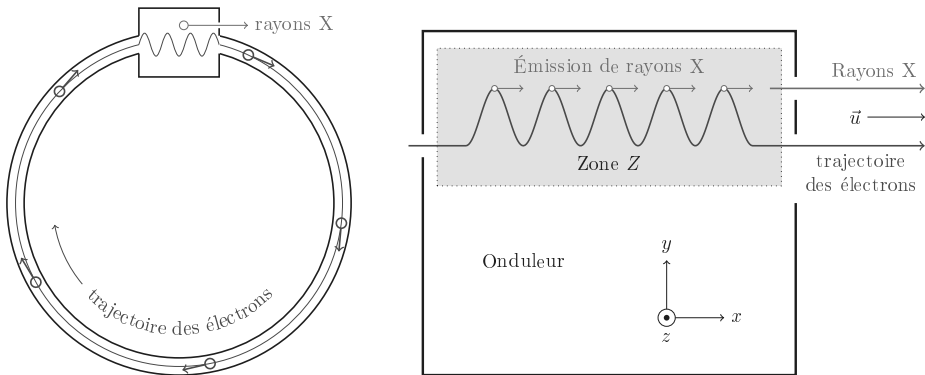 rayons X
trajectoire des électrons
Émission de rayons X
Rayons X
u⃗
Zone Z
trajectoire
des électrons
Onduleur
y
x
z